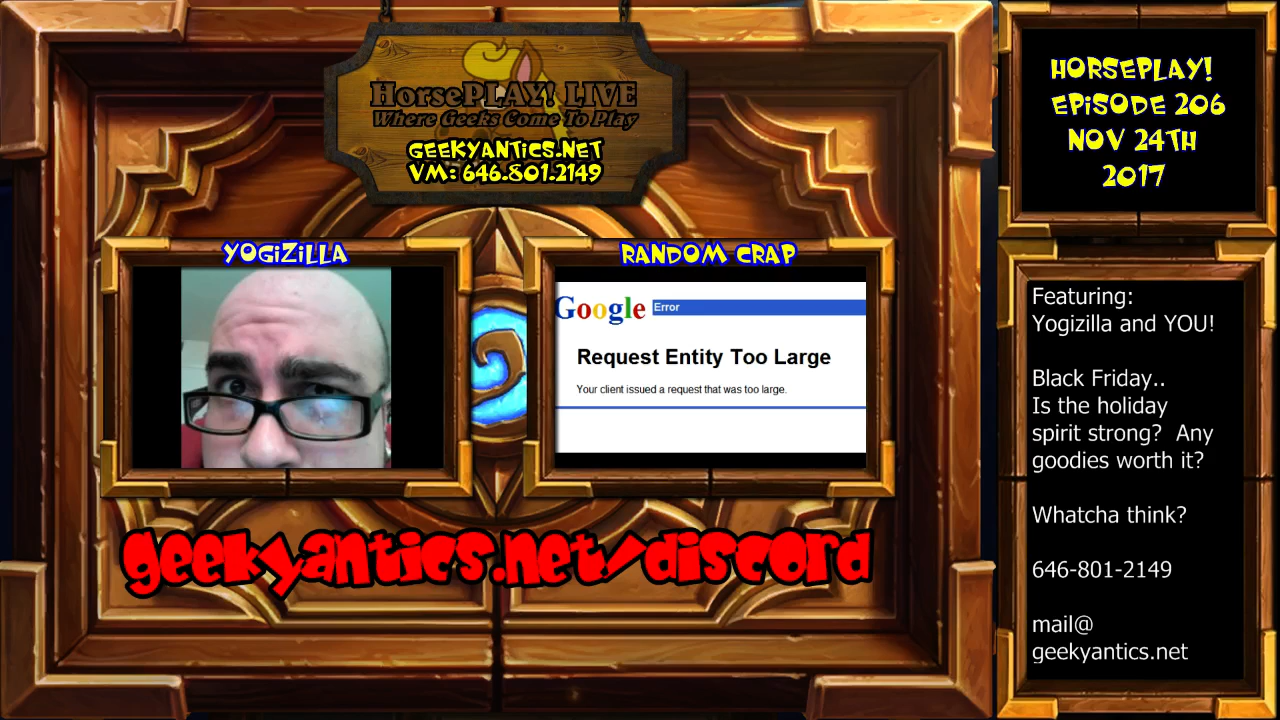 HorsePLAY! LIVE
Where Geeks Come To Play
GEEKYANTICS.NET
VM: 646.801.2149
YOGIZILLA
RANDOM CRAP
Google Error
Request Entity Too Large
Your client issued a request that was too large.
geekyantics.net/discord
HORSEPLAY!
EPISODE 206
NOV 24TH
2017
Featuring:
Yogizilla and YOU!
Black Friday..
Is the holiday
spirit strong?  Any
goodies worth it?
Whatcha think?
646-801-2149
mail@
geekyantics.net